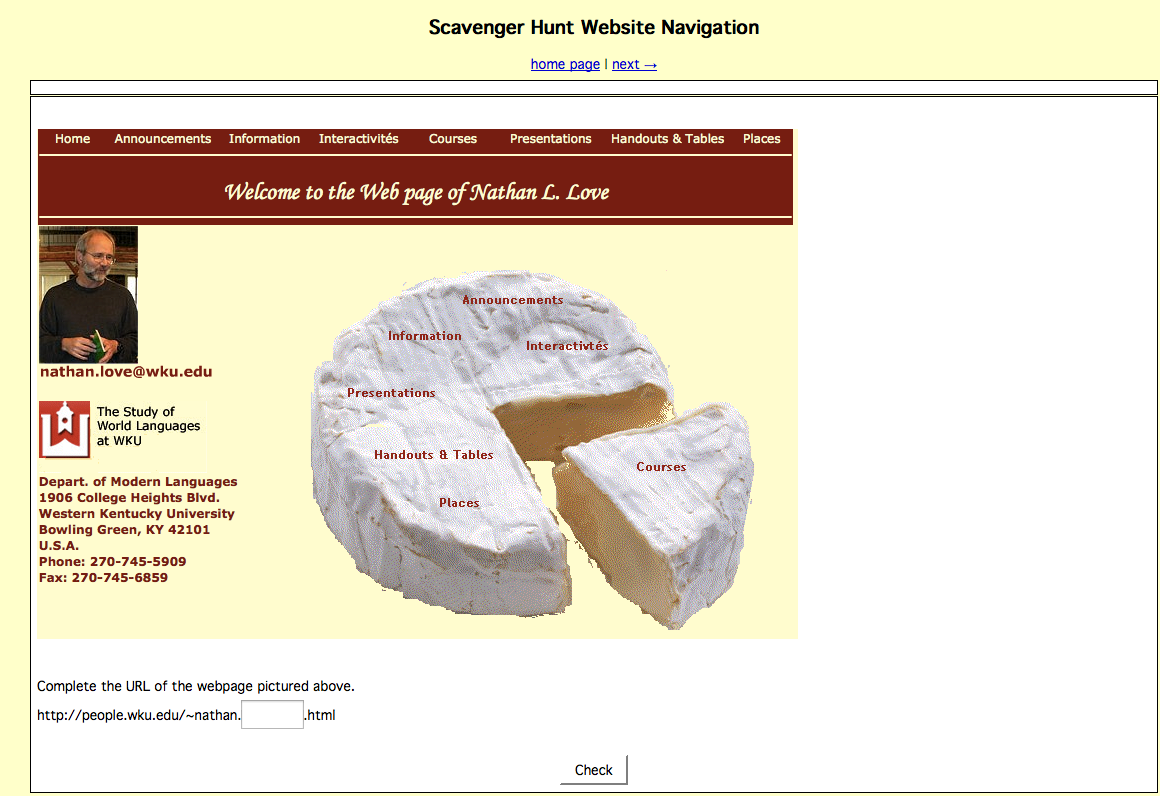 Scavenger Hunt Website Navigation
home page | next →
Home Announcements Information Interactivités Courses Presentations Handouts & Tables Places
Welcome to the Web page of Nathan L. Love
Announcements
Information
Interactivtés
Presentations
Handouts & Tables
Courses
Places
nathan.love@wku.edu
The Study of
World Languages
at WKU
Depart. of Modern Languages
1906 College Heights Blvd.
Western Kentucky University
Bowling Green, KY 42101
U.S.A.
Phone: 270-745-5909
Fax: 270-745-6859
Complete the URL of the webpage pictured above.
http://people.wku.edu/~nathan. .html
Check